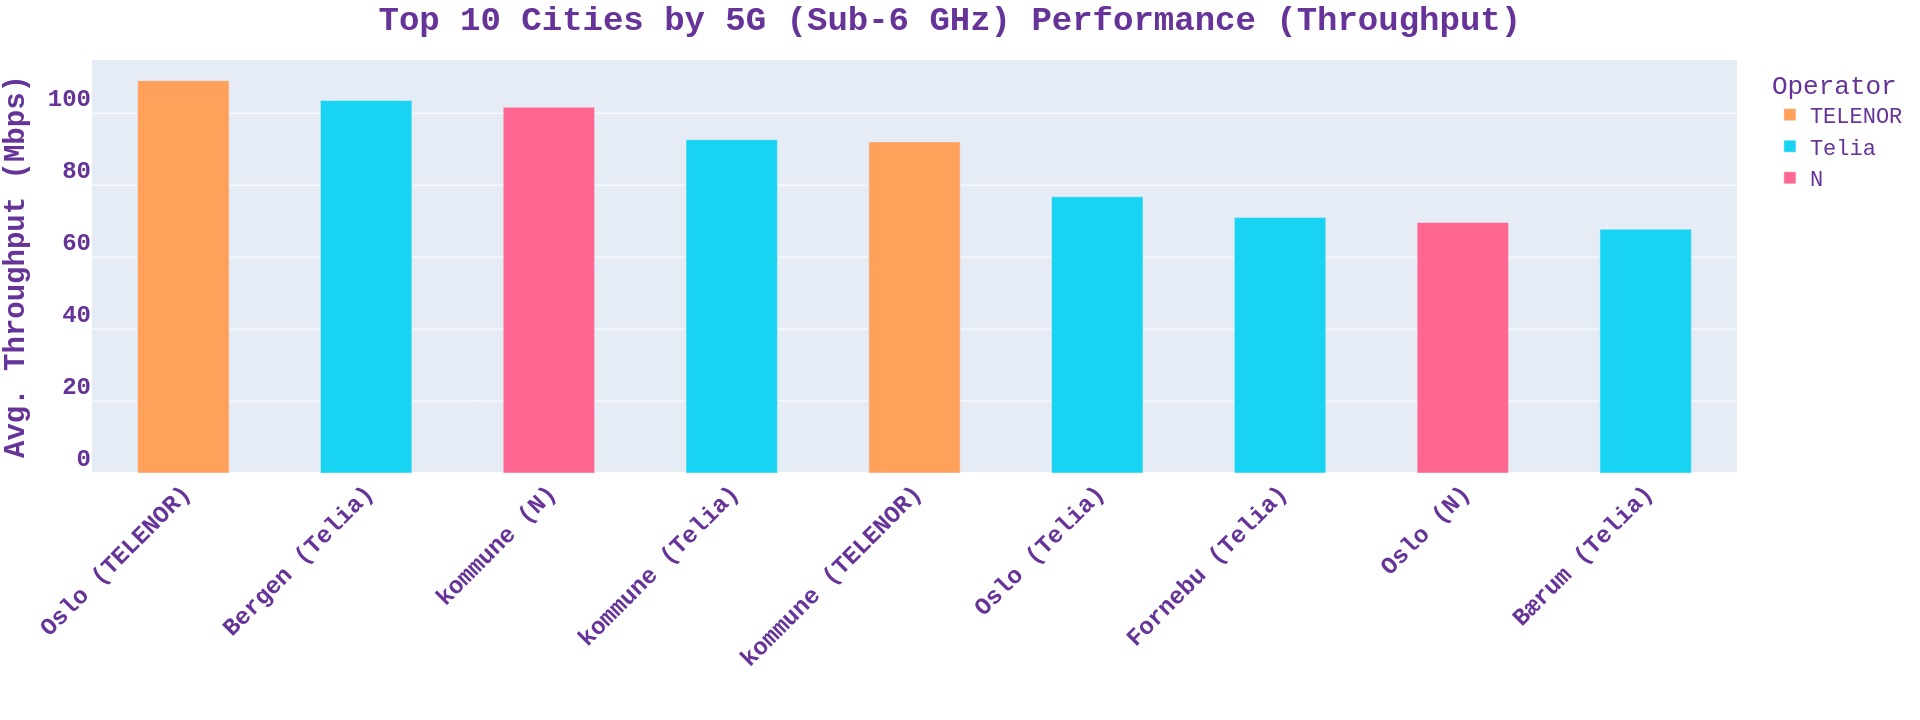 Top 10 Cities by 5G (Sub-6 GHz) Performance (Throughput)
Avg. Throughput (Mbps)
100
80
60
40
20
0
Oslo (TELENOR)
Bergen (Telia)
kommune (N)
kommune (Telia)
kommune (TELENOR)
Oslo (Telia)
Fornebu (Telia)
Oslo (N)
Bærum (Telia)
Operator
TELENOR
Telia
N